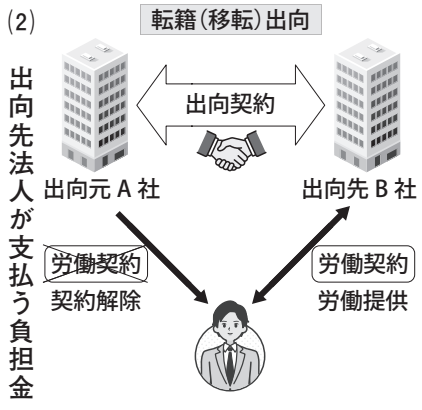 (2)
転籍(移転)出向
出向先法人が支払う負担金
出向契約
出向元A社
出向先B社
労働契約
契約解除
労働契約
労働提供